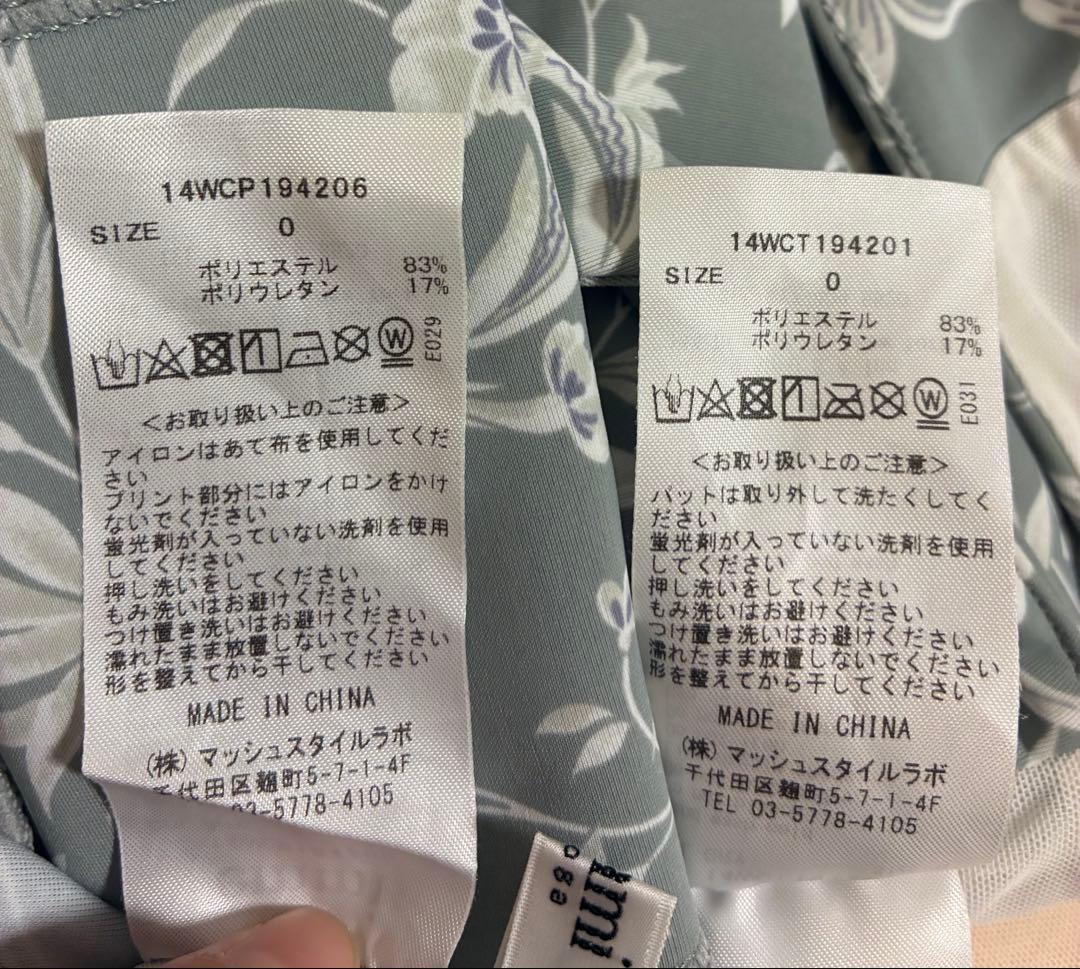 14WCP194206
SIZE 0
ポリエステル 83%
ポリウレタン 17%
W E029
<お取り扱い上のご注意>
アイロンはあて布を使用してくだ
さい
プリント部分にはアイロンをかけ
ないでください
蛍光剤が入っていない洗剤を使用
してください
押し洗いをしてください
もみ洗いはお避けください
つけ置き洗いはお避けください
濡れたまま放置しないでください
形を整えてから干してください
MADE IN CHINA
(株)マッシュスタイルラボ
千代田区麹町5-7-1-4F
03-5778-4105
14WCT194201
SIZE 0
ポリエステル 83%
ポリウレタン 17%
W E031
<お取り扱い上のご注意>
パットは取り外して洗たくしてく
ださい
蛍光剤が入っていない洗剤を使用
してください
押し洗いをしてください
もみ洗いはお避けください
つけ置き洗いはお避けください
濡れたまま放置しないでください
形を整えてから干してください
MADE IN CHINA
(株)マッシュスタイルラボ
千代田区麹町5-7-1-4F
TEL 03-5778-4105